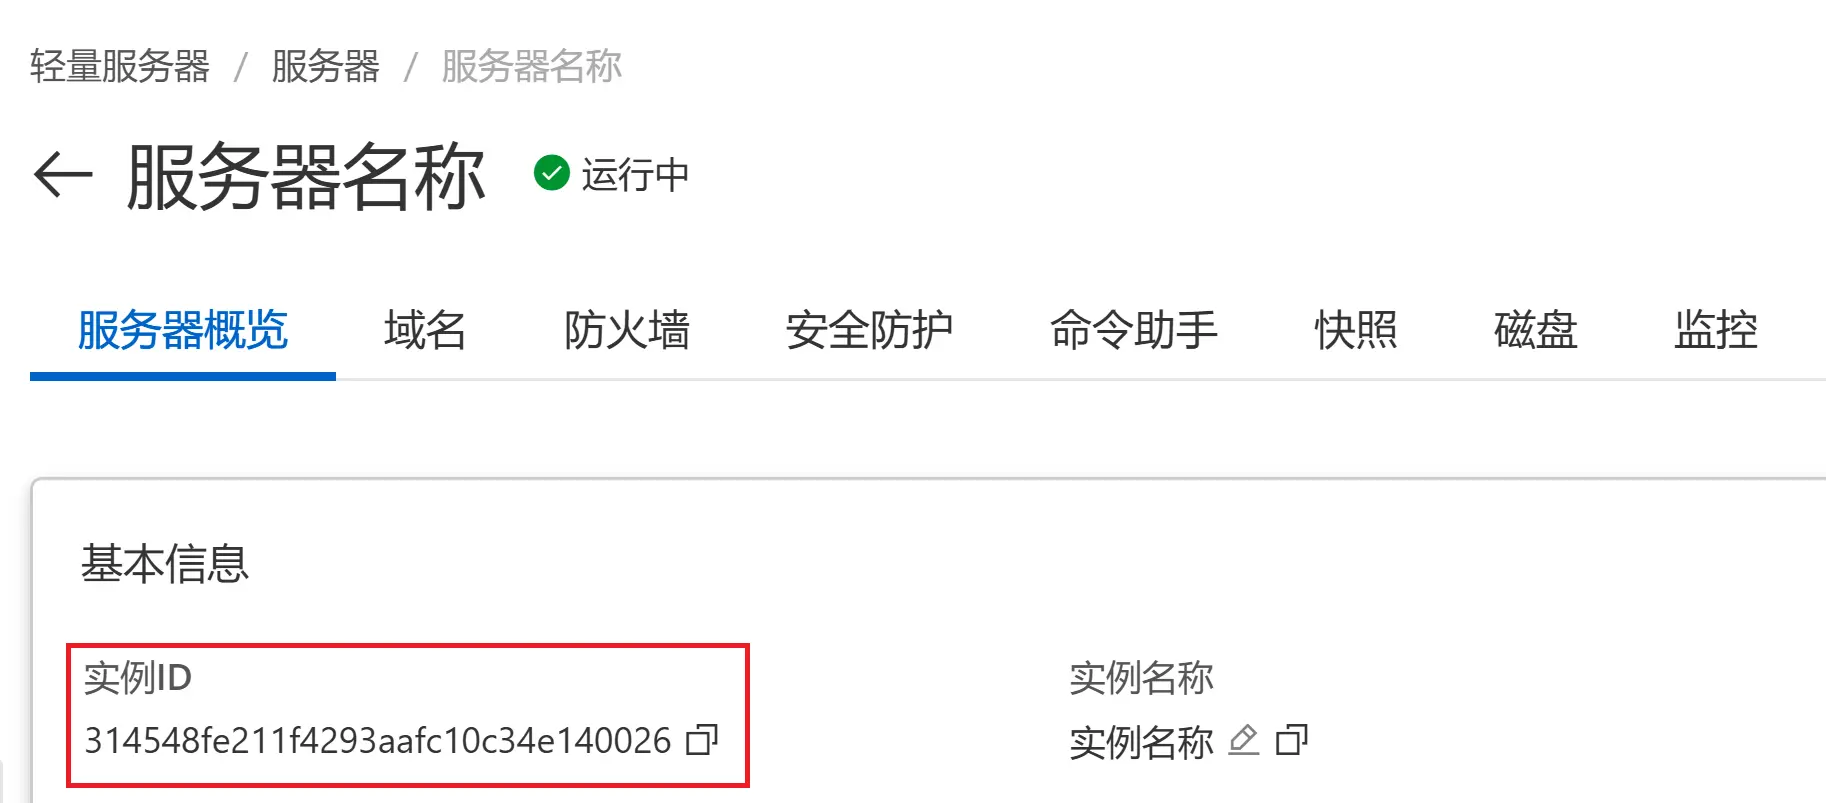 轻量服务器 / 服务器 / 服务器名称
服务器名称 运行中
服务器概览 域名 防火墙 安全防护 命令助手 快照 磁盘 监控
基本信息
实例ID 实例名称
314548fe211f4293aafc10c34e140026 实例名称